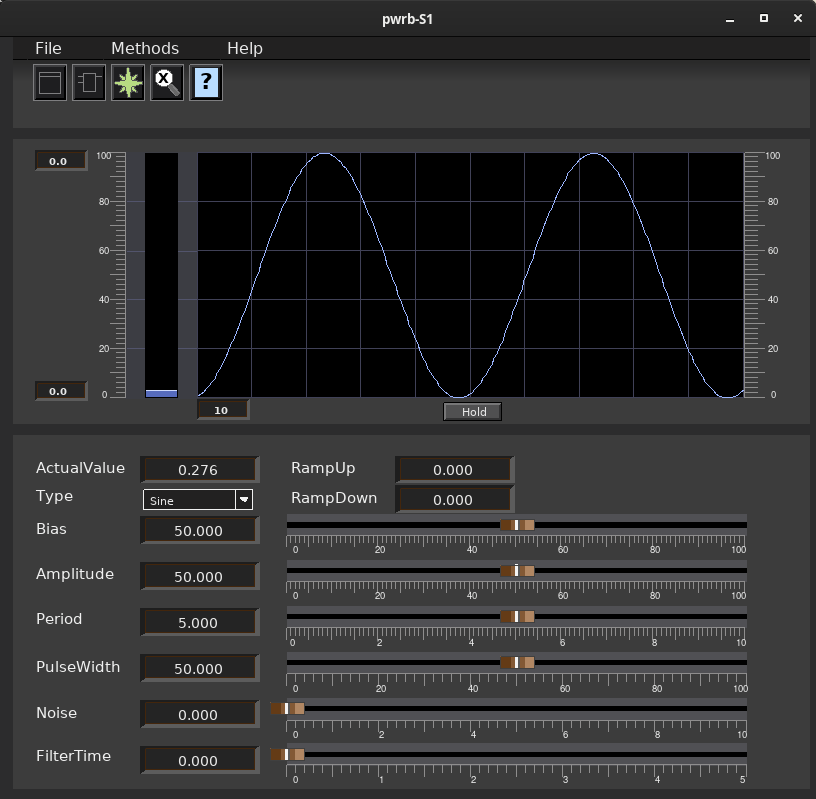 pwrb-S1
File Methods Help
X ?
0.0 100 100
80 80
60 60
40 40
20 20
0.0 0 0
10 Hold
ActualValue 0.276 RampUp 0.000
Type Sine RampDown 0.000
Bias 50.000
0 20 40 60 80 100
Amplitude 50.000
0 20 40 60 80 100
Period 5.000
0 2 4 6 8 10
PulseWidth 50.000
0 20 40 60 80 100
Noise 0.000
0 2 4 6 8 10
FilterTime 0.000
0 1 2 3 4 5